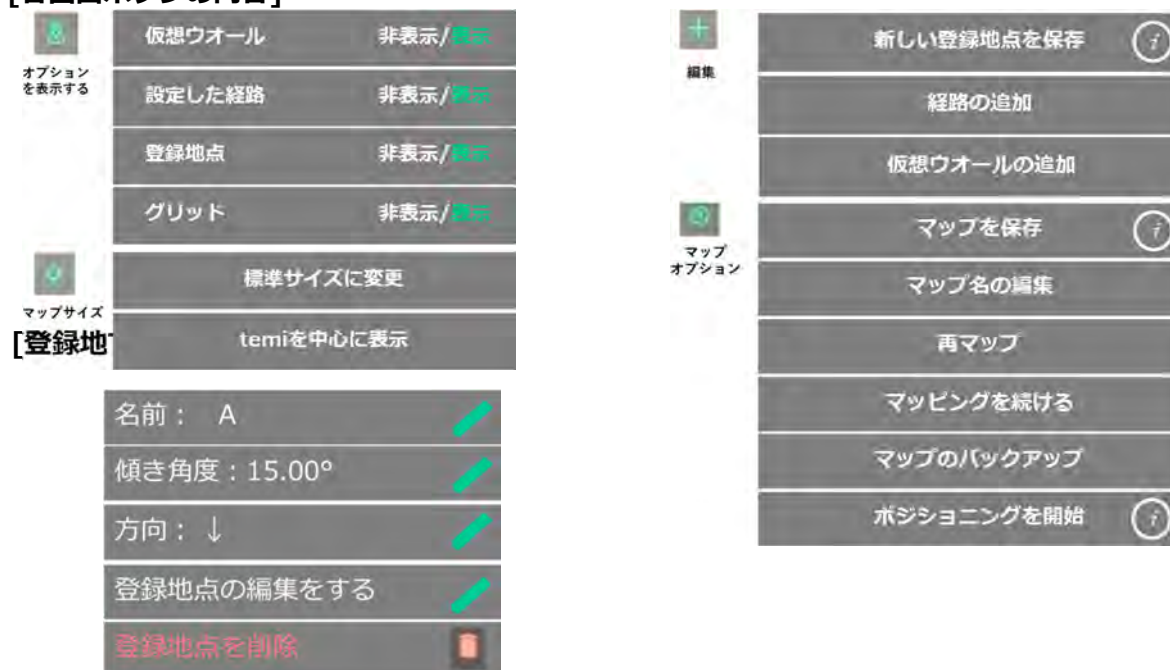 オプション
を表示する
仮想ウオール 非表示/表示
設定した経路 非表示/表示
登録地点 非表示/表示
グリッド 非表示/表示
マップサイズ
標準サイズに変更
temiを中心に表示
[登録地
名前： A
傾き角度：15.00°
方向：↓
登録地点の編集をする
登録地点を削除
編集
新しい登録地点を保存 i
経路の追加
仮想ウオールの追加
マップ
オプション
マップを保存 i
マップ名の編集
再マップ
マッピングを続ける
マップのバックアップ
ポジショニングを開始 i